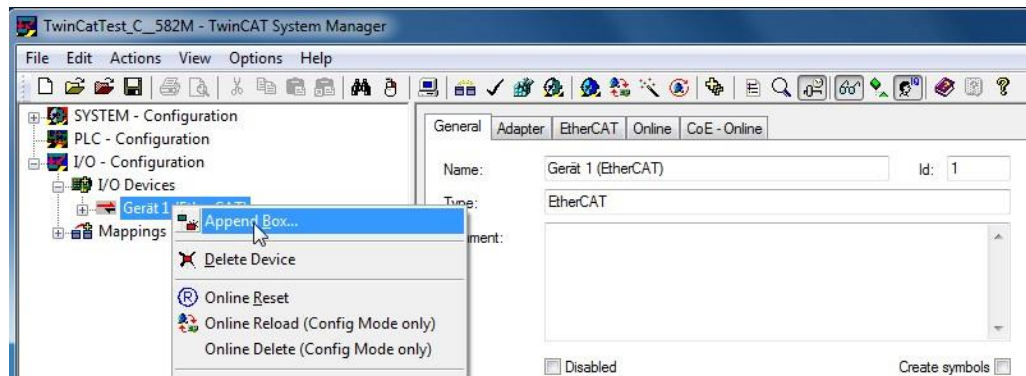 TwinCatTest_C__582M - TwinCAT System Manager
File Edit Actions View Options Help
SYSTEM - Configuration
PLC - Configuration
I/O - Configuration
I/O Devices
Gerät 1
Mappings
Append Box...
Delete Device
Online Reset
Online Reload (Config Mode only)
Online Delete (Config Mode only)
General Adapter EtherCAT Online CoE - Online
Name: Gerät 1 (EtherCAT) Id: 1
Type: EtherCAT
Disabled Create symbols